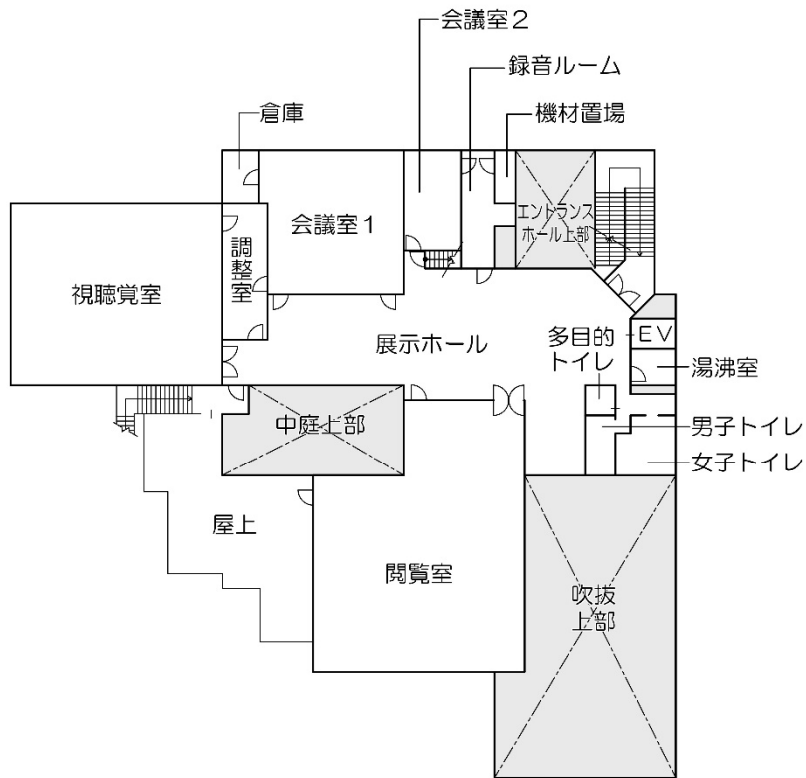 会議室2
録音ルーム
倉庫
機材置場
会議室1
エントランス
ホール上部
調整室
視聴覚室
展示ホール
多目的
トイレ
EV
湯沸室
中庭上部
男子トイレ
女子トイレ
屋上
閲覧室
吹抜
上部